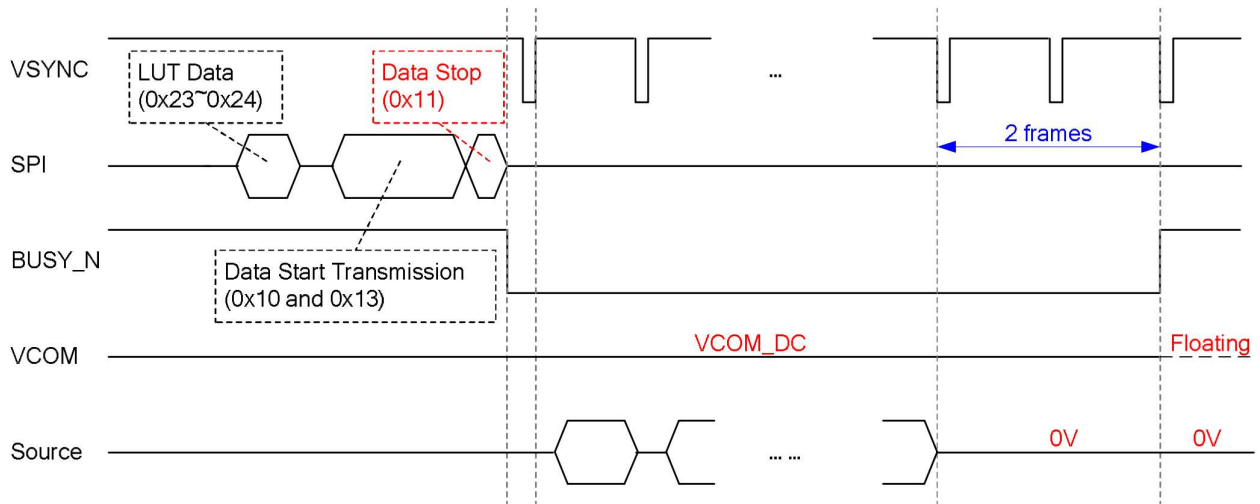 VSYNC
LUT Data
(0x23~0x24)
Data Stop
(0x11)
...
2 frames
SPI
BUSY_N
Data Start Transmission
(0x10 and 0x13)
VCOM
VCOM_DC
Floating
Source
... ...
0V
0V